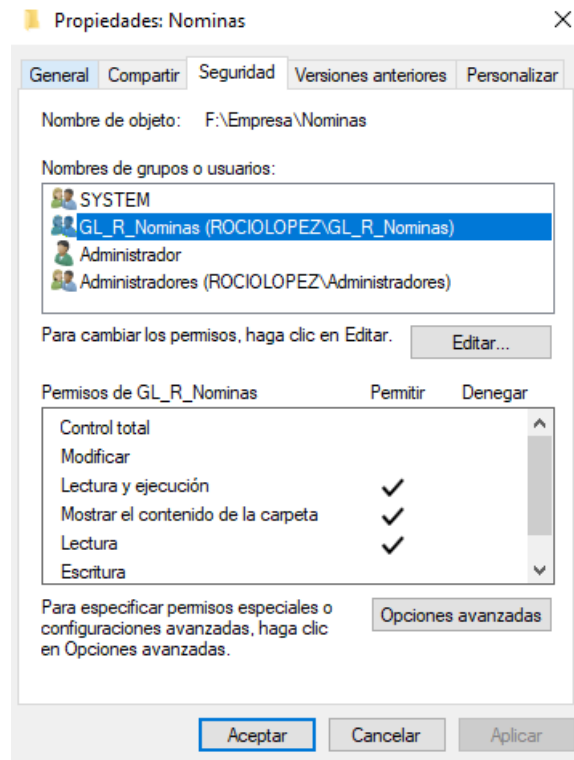 Propiedades: Nominas
General Compartir Seguridad Versiones anteriores Personalizar
Nombre de objeto: F:\Empresa\Nominas
Nombres de grupos o usuarios:
SYSTEM
GL_R_Nominas (ROCIOLOPEZ\GL_R_Nominas)
Administrador
Administradores (ROCIOLOPEZ\Administradores)
Para cambiar los permisos, haga clic en Editar. Editar...
Permisos de GL_R_Nominas Permitir Denegar
Control total
Modificar
Lectura y ejecución
Mostrar el contenido de la carpeta
Lectura
Escritura
Para especificar permisos especiales o
configuraciones avanzadas, haga clic
en Opciones avanzadas.
Opciones avanzadas
Aceptar Cancelar Aplicar